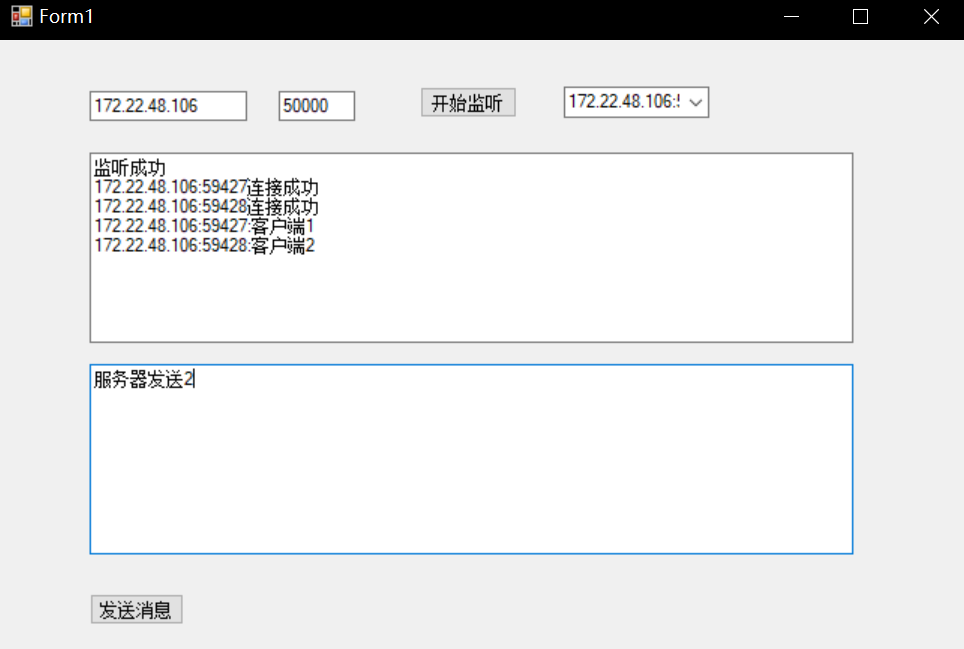 Form1
172.22.48.106
50000
开始监听
172.22.48.106:
监听成功
172.22.48.106:59427连接成功
172.22.48.106:59428连接成功
172.22.48.106:59427:客户端1
172.22.48.106:59428:客户端2
服务器发送2
发送消息